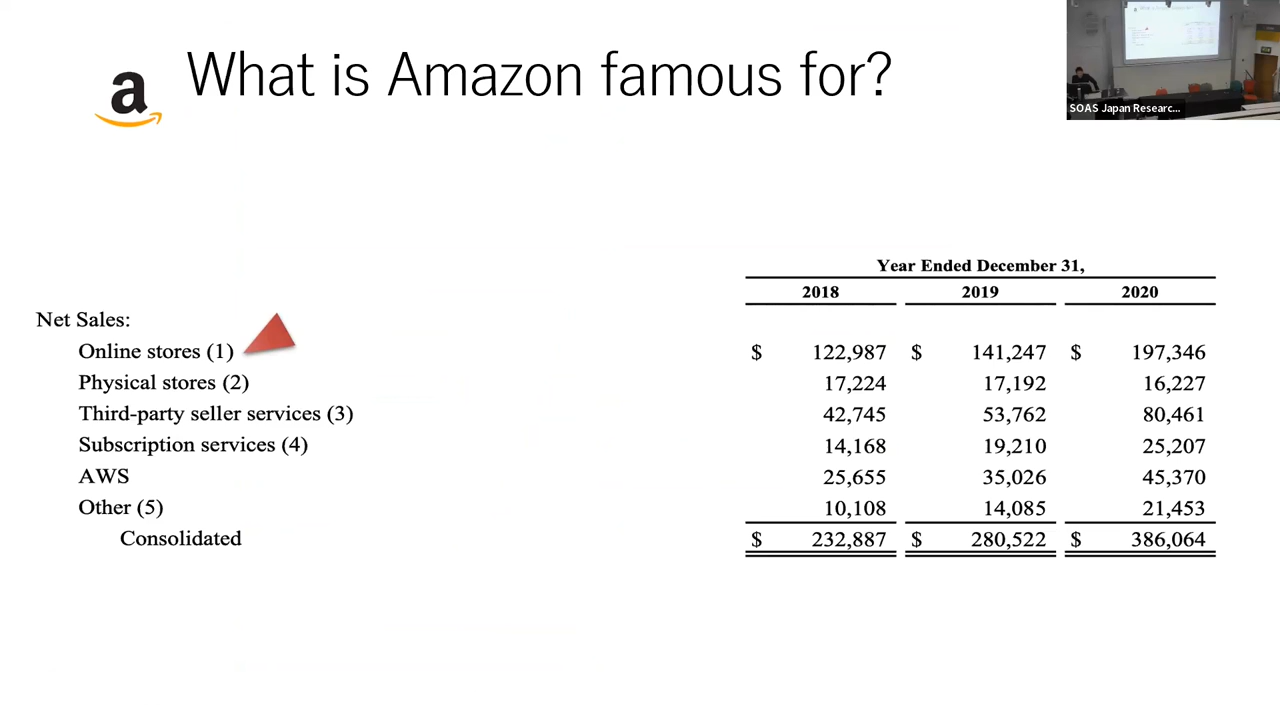 What is Amazon famous for?
SOAS Japan Researc...
Year Ended December 31,
2018 2019 2020
Net Sales:
Online stores (1) $ 122,987 $ 141,247 $ 197,346
Physical stores (2) 17,224 17,192 16,227
Third-party seller services (3) 42,745 53,762 80,461
Subscription services (4) 14,168 19,210 25,207
AWS 25,655 35,026 45,370
Other (5) 10,108 14,085 21,453
Consolidated $ 232,887 $ 280,522 $ 386,064